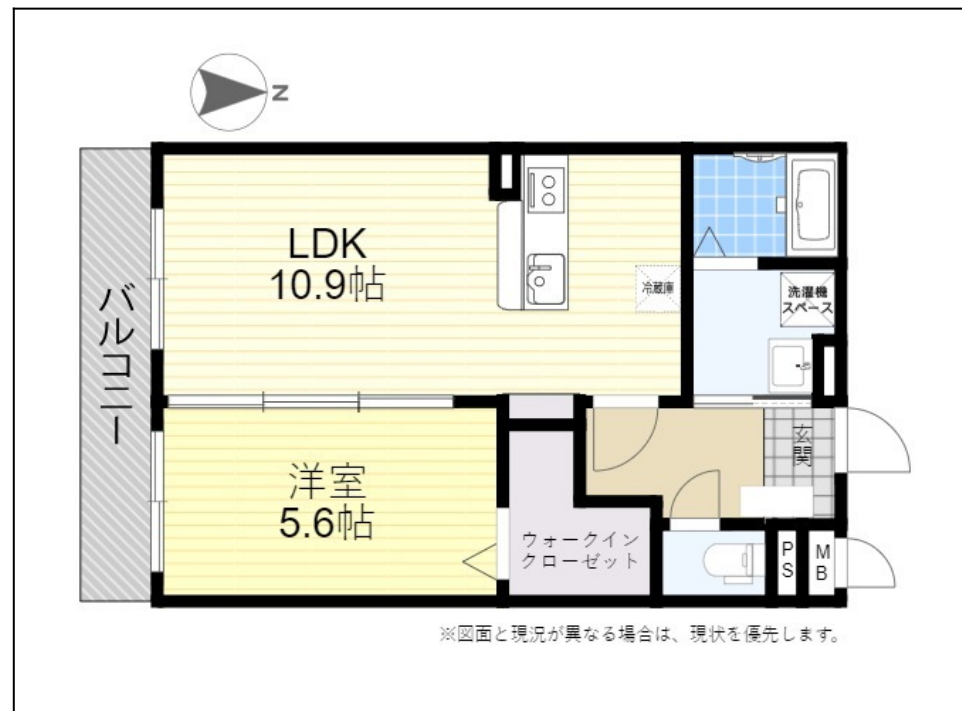 N
LDK
10.9帖
冷蔵庫
洗濯機
スペース
バルコニー
玄関
洋室
5.6帖
ウォークイン
クローゼット
PS
MB
※図面と現況が異なる場合は、現状を優先します。